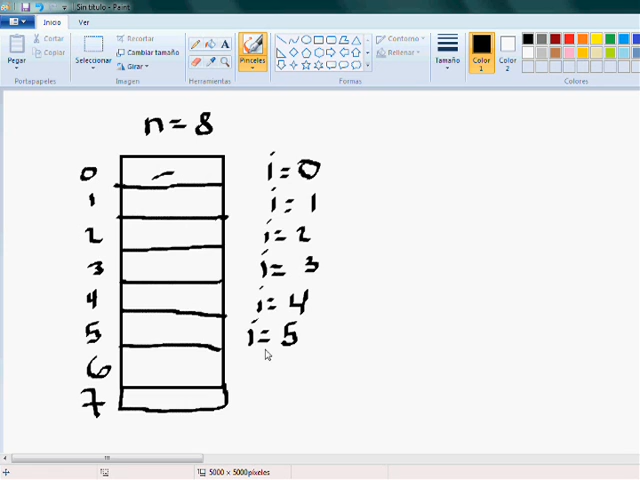 Sin título - Paint
Inicio Ver
Pegar
Cortar
Copiar
Portapapeles
Seleccionar
Recortar
Cambiar tamaño
Girar
Imagen
Herramientas
Pinceles
Contorno
Rellenar
Formas
Tamaño
Color 1
Color 2
Colores
n = 8
0 i = 0
1 i = 1
2 i = 2
3 i = 3
4 i = 4
5 i = 5
6
7
5000 × 5000píxeles